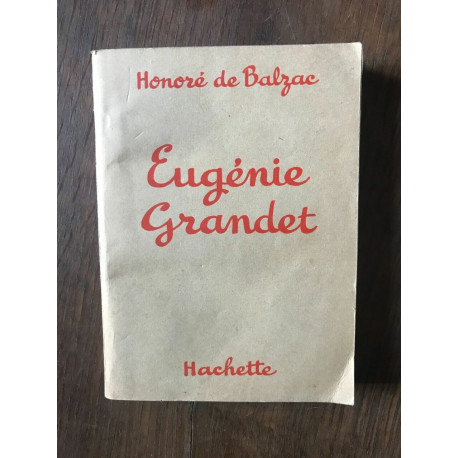 Honoré de Balzac
Eugénie
Grandet
Hachette